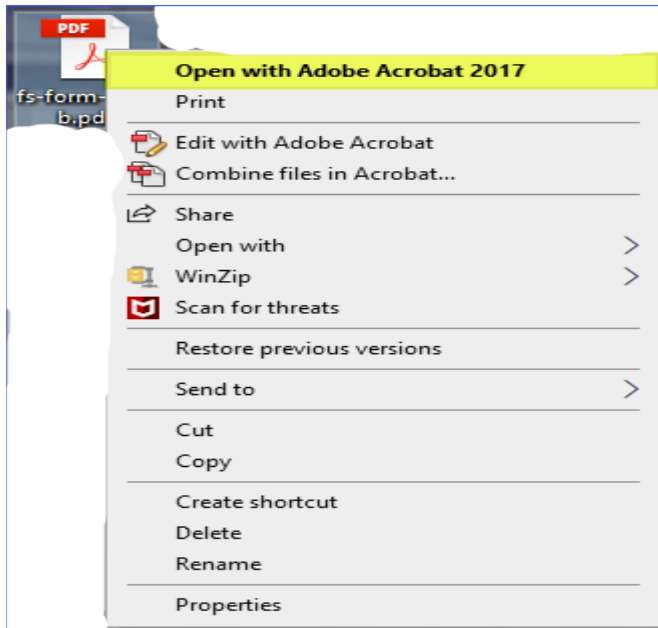 PDF
fs-form-
b.pd
Open with Adobe Acrobat 2017
Print
Edit with Adobe Acrobat
Combine files in Acrobat...
Share
Open with
WinZip
Scan for threats
Restore previous versions
Send to
Cut
Copy
Create shortcut
Delete
Rename
Properties